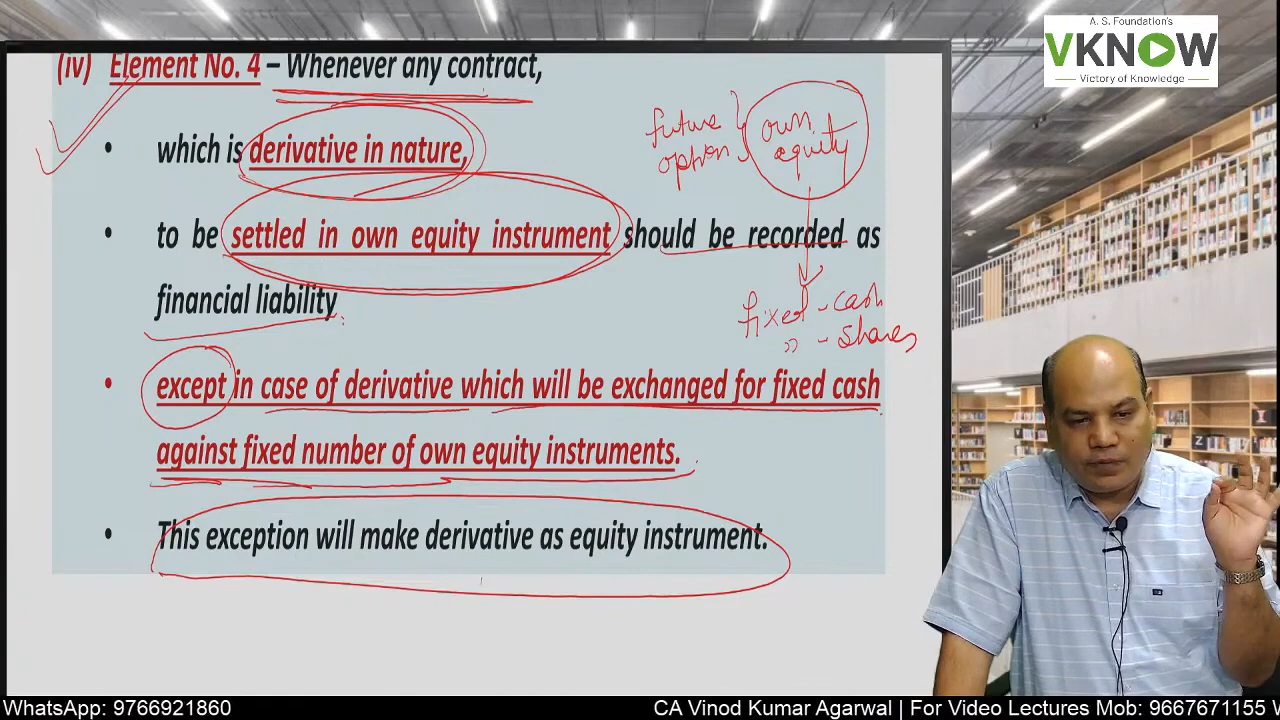 A. S. Foundation's
VKNOW
Victory of Knowledge
(iv) Element No. 4 – Whenever any contract,
• which is derivative in nature,
future
option
own
equity
• to be settled in own equity instrument should be recorded as
financial liability
fixed - cash
" - shares
• except in case of derivative which will be exchanged for fixed cash
against fixed number of own equity instruments.
• This exception will make derivative as equity instrument.
WhatsApp: 9766921860
CA Vinod Kumar Agarwal | For Video Lectures Mob: 9667671155 W